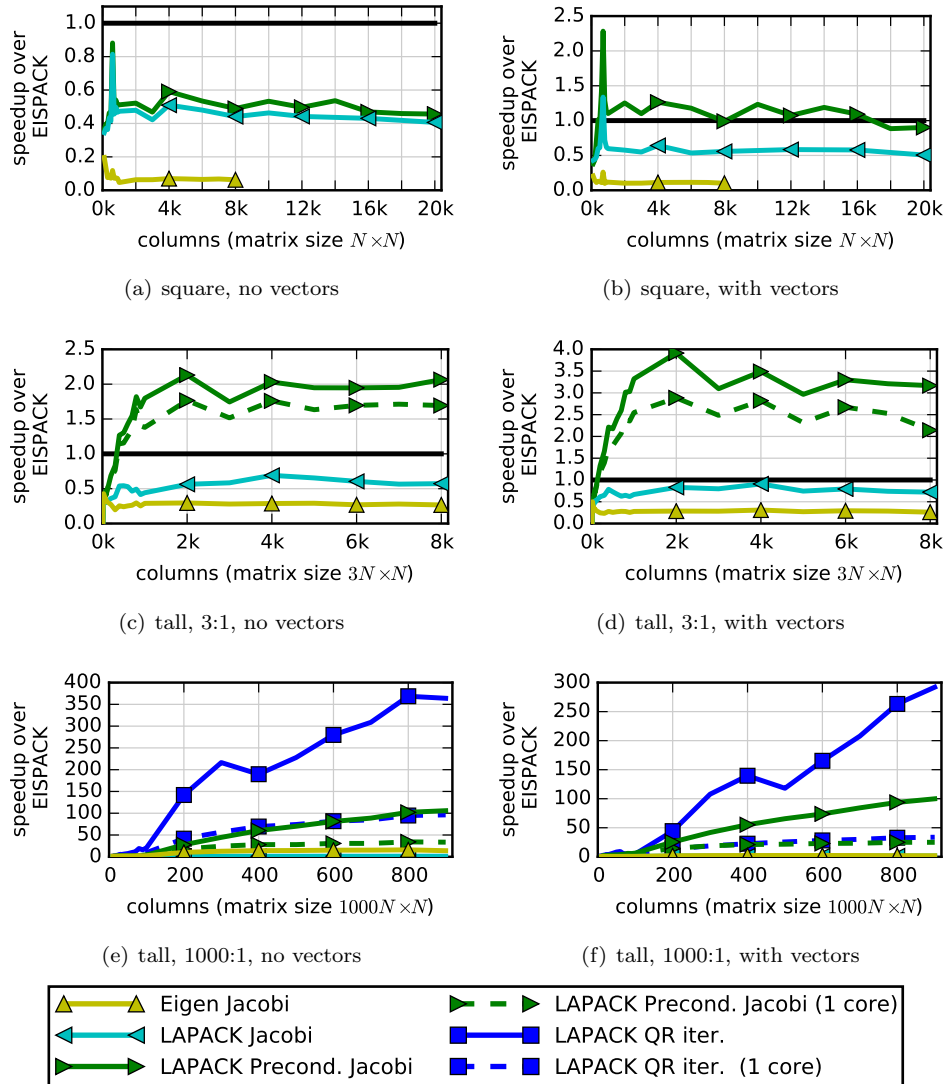 speedup over
EISPACK
1.0
0.8
0.6
0.4
0.2
0.0
0k 4k 8k 12k 16k 20k
columns (matrix size N×N)
(a) square, no vectors
speedup over
EISPACK
2.5
2.0
1.5
1.0
0.5
0.0
0k 4k 8k 12k 16k 20k
columns (matrix size N×N)
(b) square, with vectors
speedup over
EISPACK
2.5
2.0
1.5
1.0
0.5
0.0
0k 2k 4k 6k 8k
columns (matrix size 3N×N)
(c) tall, 3:1, no vectors
speedup over
EISPACK
4.0
3.5
3.0
2.5
2.0
1.5
1.0
0.5
0.0
0k 2k 4k 6k 8k
columns (matrix size 3N×N)
(d) tall, 3:1, with vectors
speedup over
EISPACK
400
350
300
250
200
150
100
50
0
0 200 400 600 800
columns (matrix size 1000N×N)
(e) tall, 1000:1, no vectors
speedup over
EISPACK
300
250
200
150
100
50
0
0 200 400 600 800
columns (matrix size 1000N×N)
(f) tall, 1000:1, with vectors
Eigen Jacobi
LAPACK Jacobi
LAPACK Precond. Jacobi
LAPACK Precond. Jacobi (1 core)
LAPACK QR iter.
LAPACK QR iter. (1 core)